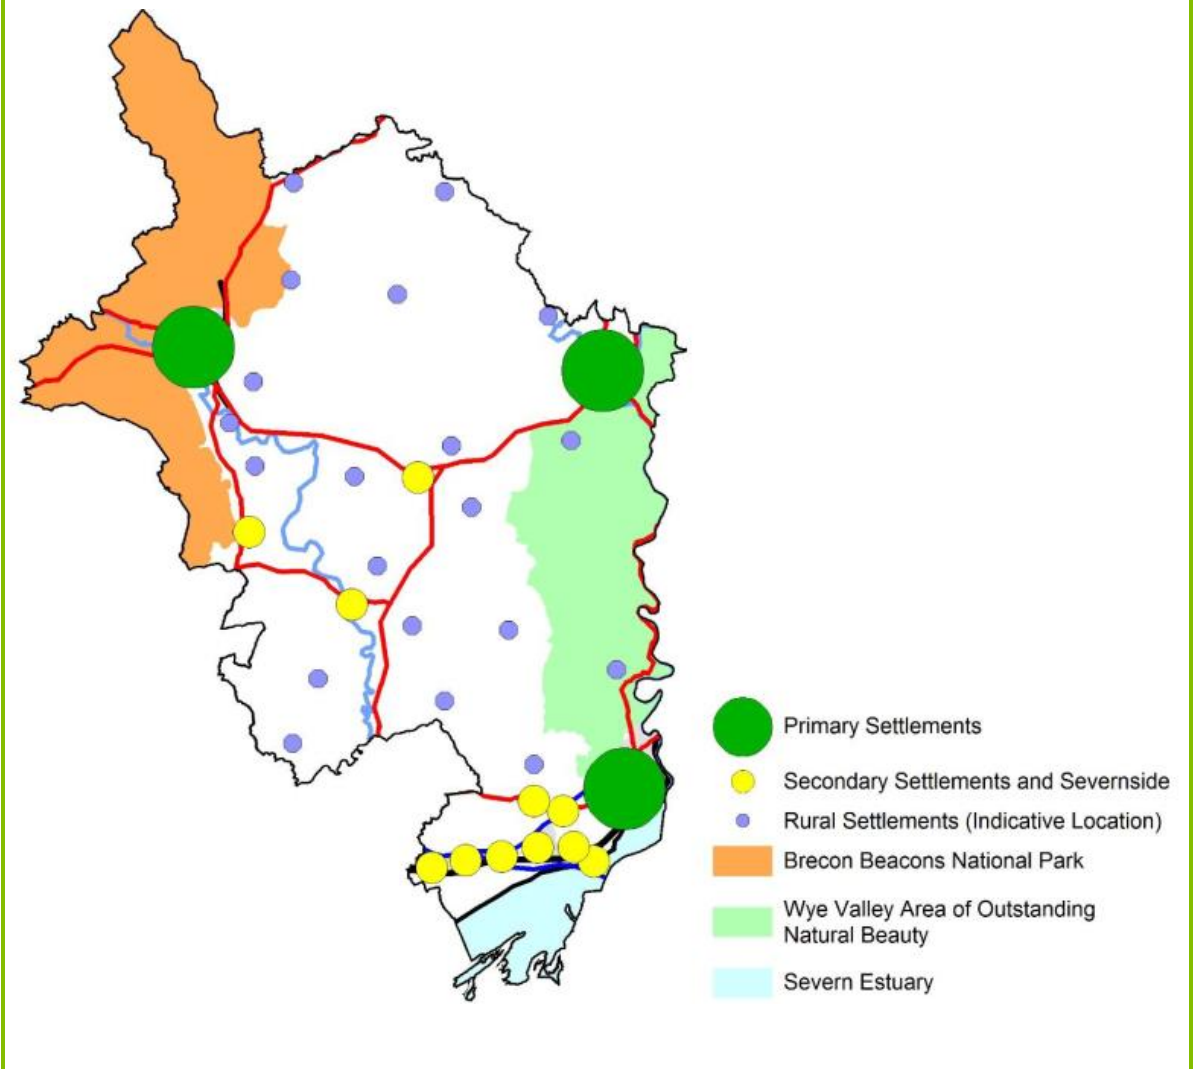 Primary Settlements
Secondary Settlements and Severnside
Rural Settlements (Indicative Location)
Brecon Beacons National Park
Wye Valley Area of Outstanding
Natural Beauty
Severn Estuary